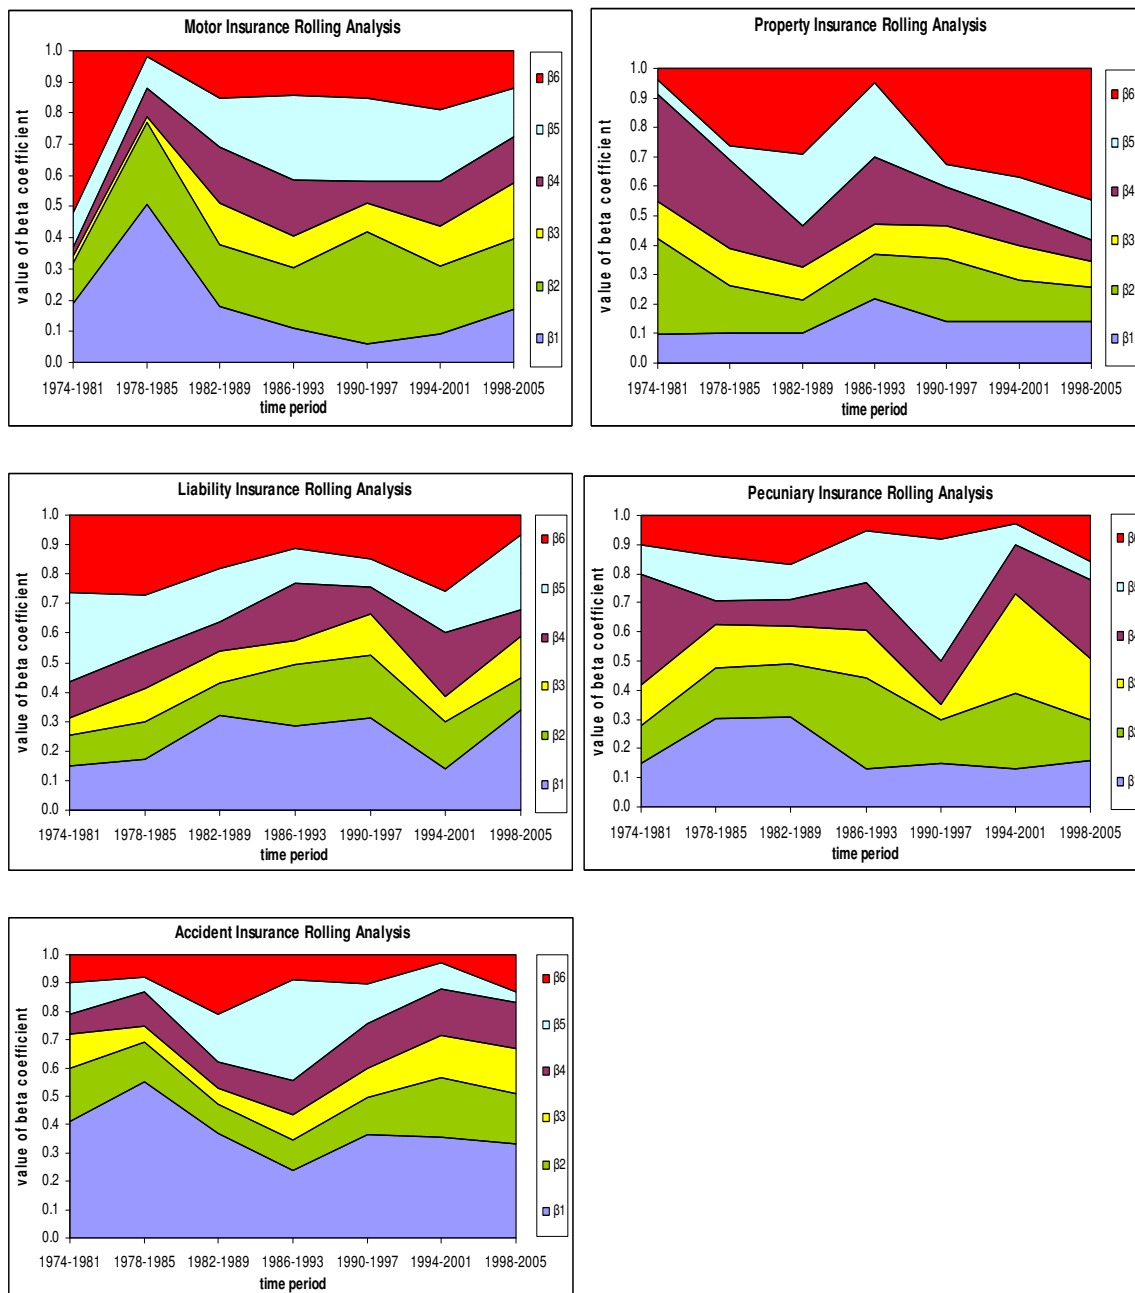 Motor Insurance Rolling Analysis
value of beta coefficient
1.0
0.9
0.8
0.7
0.6
0.5
0.4
0.3
0.2
0.1
0.0
1974-1981 1978-1985 1982-1989 1986-1993 1990-1997 1994-2001 1998-2005
time period
β6
β5
β4
β3
β2
β1
Property Insurance Rolling Analysis
value of beta coefficient
1.0
0.9
0.8
0.7
0.6
0.5
0.4
0.3
0.2
0.1
0.0
1974-1981 1978-1985 1982-1989 1986-1993 1990-1997 1994-2001 1998-2005
time period
β6
β5
β4
β3
β2
β1
Liability Insurance Rolling Analysis
value of beta coefficient
1.0
0.9
0.8
0.7
0.6
0.5
0.4
0.3
0.2
0.1
0.0
1974-1981 1978-1985 1982-1989 1986-1993 1990-1997 1994-2001 1998-2005
time period
β6
β5
β4
β3
β2
β1
Pecuniary Insurance Rolling Analysis
value of beta coefficient
1.0
0.9
0.8
0.7
0.6
0.5
0.4
0.3
0.2
0.1
0.0
1974-1981 1978-1985 1982-1989 1986-1993 1990-1997 1994-2001 1998-2005
time period
Accident Insurance Rolling Analysis
value of beta coefficient
1.0
0.9
0.8
0.7
0.6
0.5
0.4
0.3
0.2
0.1
0.0
1974-1981 1978-1985 1982-1989 1986-1993 1990-1997 1994-2001 1998-2005
time period
β6
β5
β4
β3
β2
β1